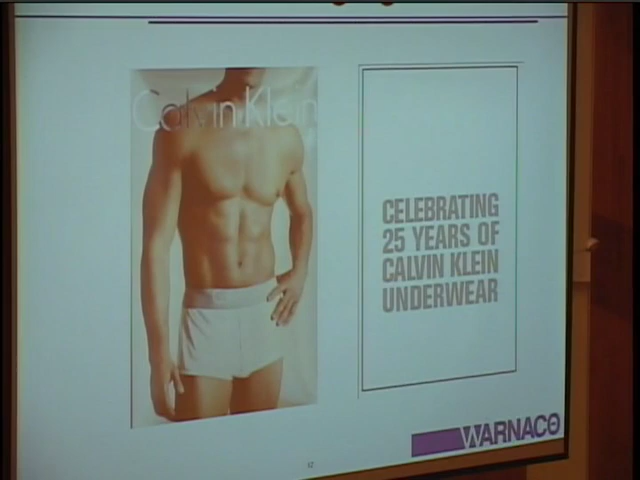 Calvin Klein
CELEBRATING
25 YEARS OF
CALVIN KLEIN
UNDERWEAR
WARNACO